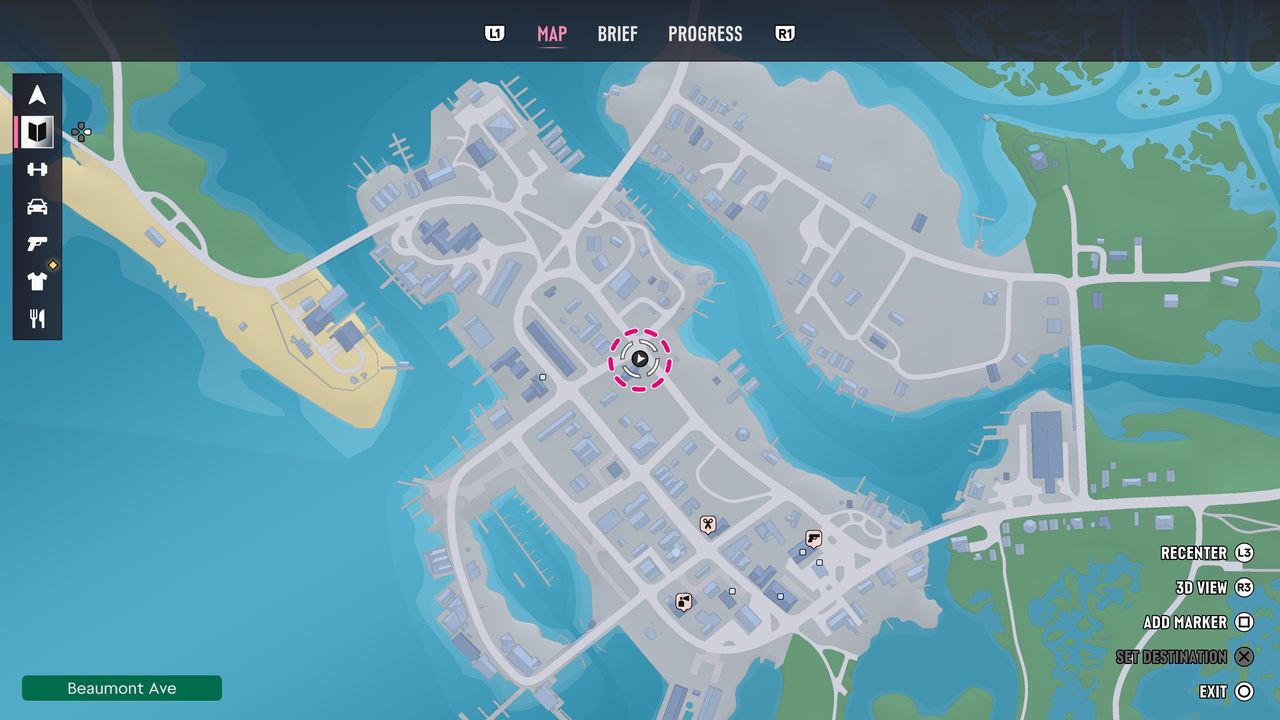 L1 MAP BRIEF PROGRESS R1
RECENTER L3
3D VIEW R3
ADD MARKER
SET DESTINATION
EXIT
Beaumont Ave